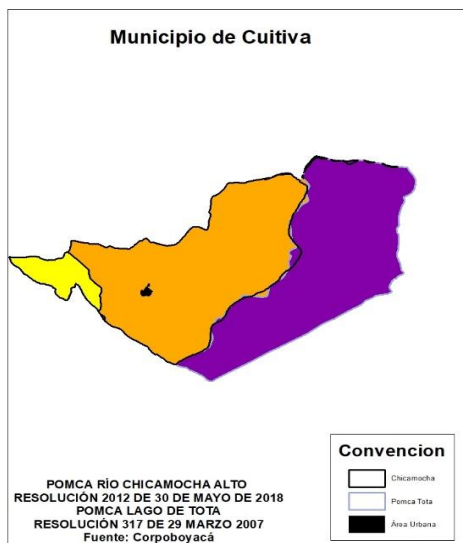 Municipio de Cuitiva
Convencion
Chicamocha
Pomca Tota
Área Urbana
POMCA RÌO CHICAMOCHA ALTO
RESOLUCIÓN 2012 DE 30 DE MAYO DE 2018
POMCA LAGO DE TOTA
RESOLUCIÓN 317 DE 29 MARZO 2007
Fuente: Corpoboyacá